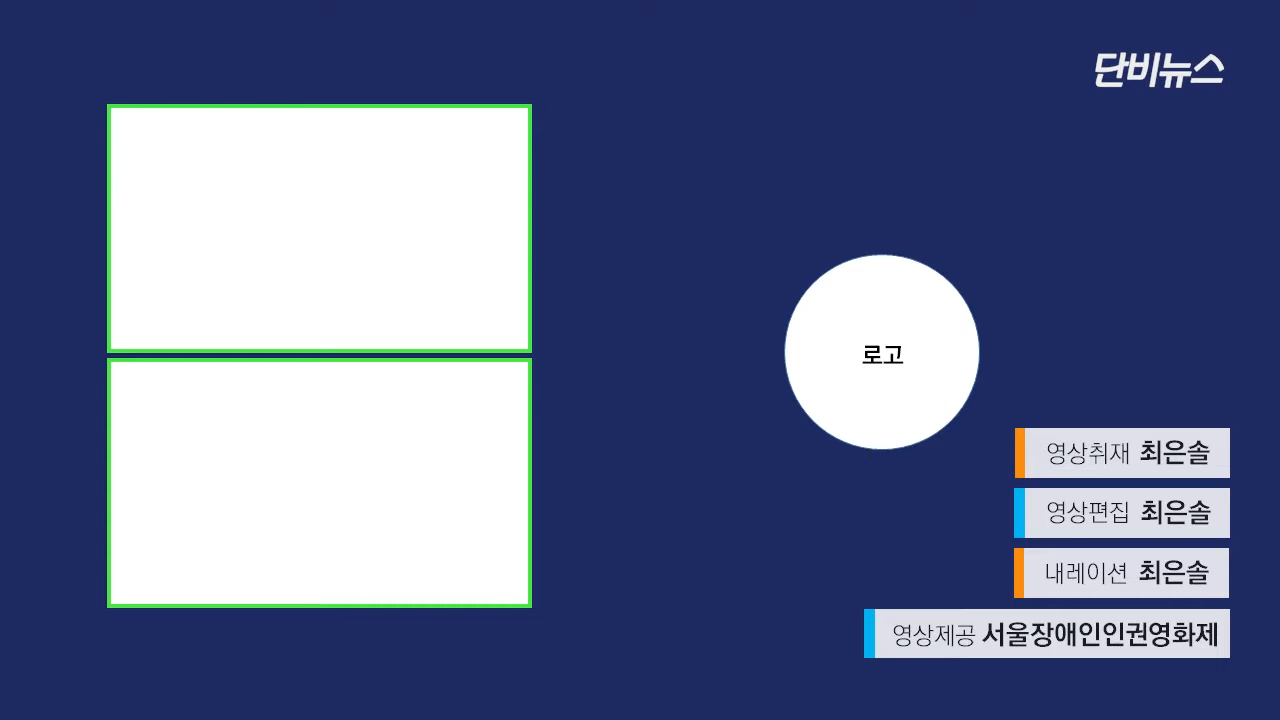 단비뉴스
로고
영상취재 최은솔
영상편집 최은솔
내레이션 최은솔
영상제공 서울장애인인권영화제